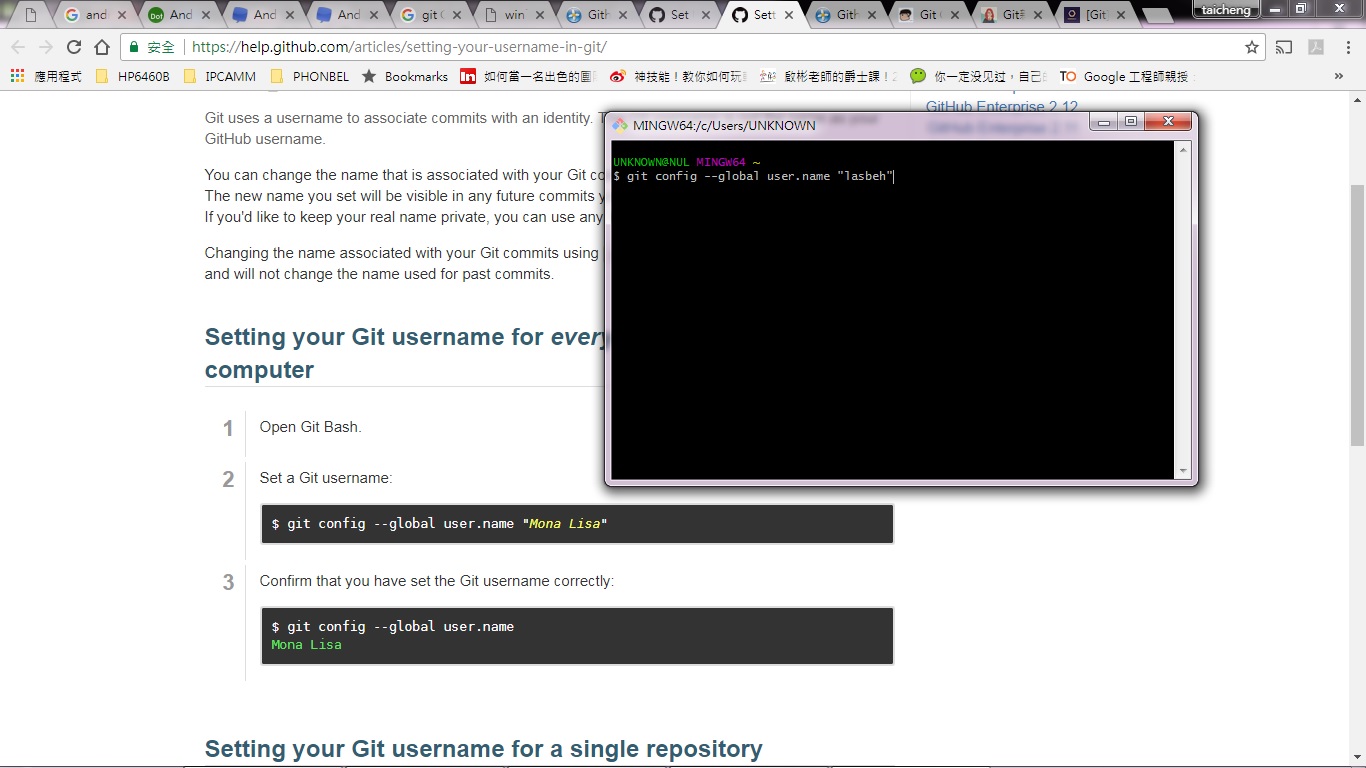 and
And
And
And
git
win
Gith
Set
Sett
Gith
Git
Git
[Git
taicheng
安全 https://help.github.com/articles/setting-your-username-in-git/
應用程式 HP6460B IPCAMM PHONBEL Bookmarks 如何當一名出色的 神技能！教你如何玩 啟彬老師的爵士課！ 你一定没见过，自己 Google 工程師親授 »
GitHub Enterprise 2.12
Git uses a username to associate commits with an identity.
GitHub username.
You can change the name that is associated with your Git
The new name you set will be visible in any future commits
If you'd like to keep your real name private, you can use any
Changing the name associated with your Git commits using
and will not change the name used for past commits.
MINGW64:/c/Users/UNKNOWN
UNKNOWN@NUL MINGW64 ~
$ git config --global user.name "lasbeh"
Setting your Git username for every
computer
1 Open Git Bash.
2 Set a Git username:
$ git config --global user.name "Mona Lisa"
3 Confirm that you have set the Git username correctly:
$ git config --global user.name
Mona Lisa
Setting your Git username for a single repository